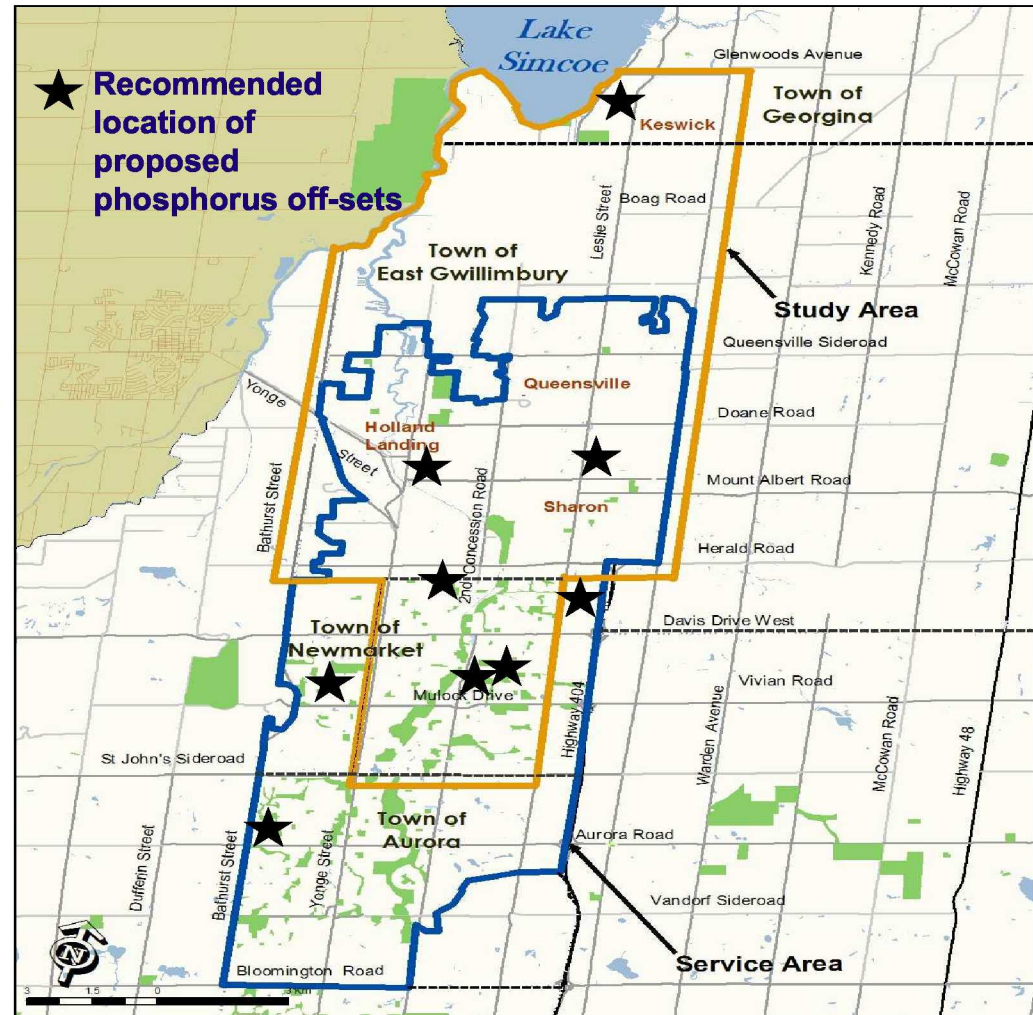 Lake
Simcoe
Glenwoods Avenue
Recommended
location of
proposed
phosphorus off-sets
Town of
Georgina
Keswick
Boag Road
Leslie Street
Kennedy Road
McCowan Road
Town of
East Gwillimbury
Study Area
Queensville Sideroad
Queensville
Yonge
Street
Doane Road
Holland
Landing
Bathurst Street
2nd Concession Road
Mount Albert Road
Sharon
Herald Road
Town of
Newmarket
Davis Drive West
Mulock Drive
Vivian Road
Highway 404
Warden Avenue
McCowan Road
Highway 48
St John's Sideroad
Town of
Aurora
Aurora Road
Dufferin Street
Bathurst Street
Yonge Street
Vandorf Sideroad
Service Area
Bloomington Road
N
3 1.5 0 3 Km